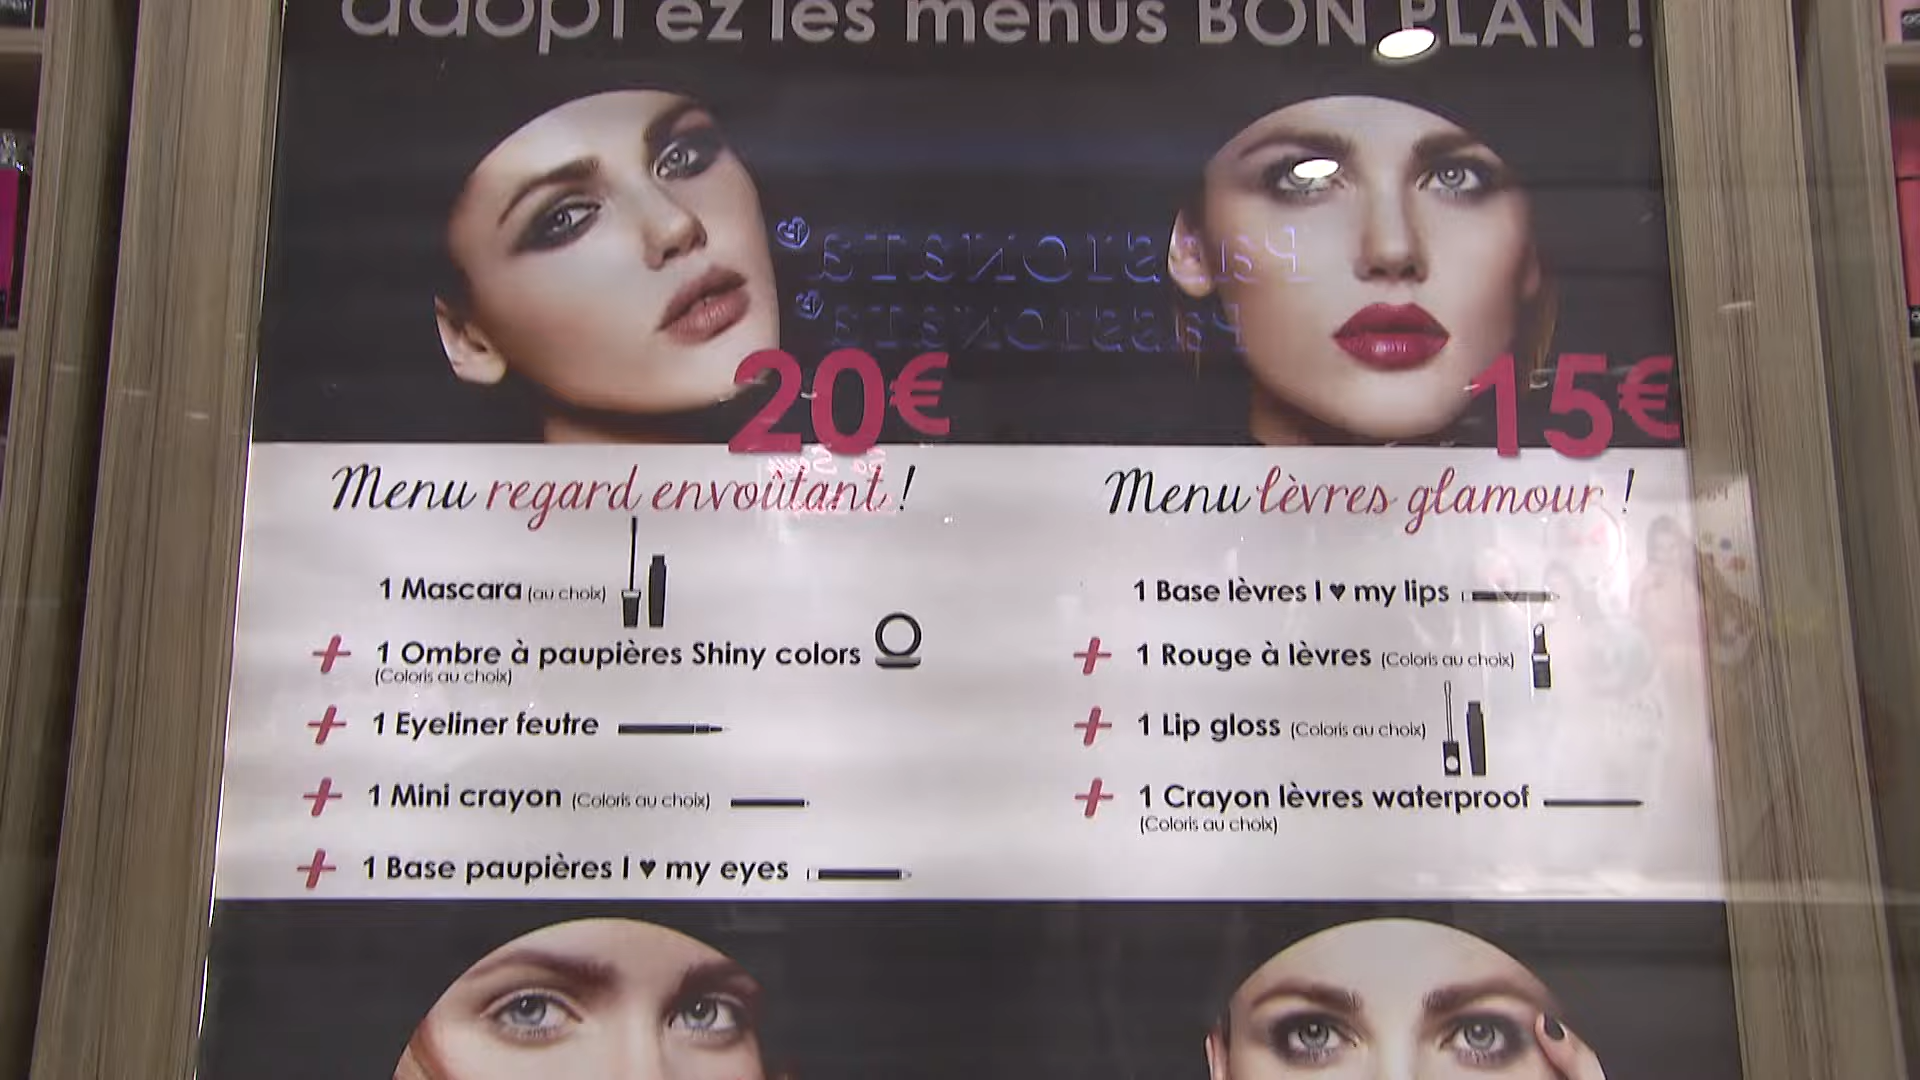 adopt'ez les menus BON PLAN !
20€
15€
Menu regard envoûtant !
1 Mascara (au choix)
+ 1 Ombre à paupières Shiny colors
(Coloris au choix)
+ 1 Eyeliner feutre
+ 1 Mini crayon (Coloris au choix)
+ 1 Base paupières I ♥ my eyes
Menu lèvres glamour !
1 Base lèvres I ♥ my lips
+ 1 Rouge à lèvres (Coloris au choix)
+ 1 Lip gloss (Coloris au choix)
+ 1 Crayon lèvres waterproof
(Coloris au choix)